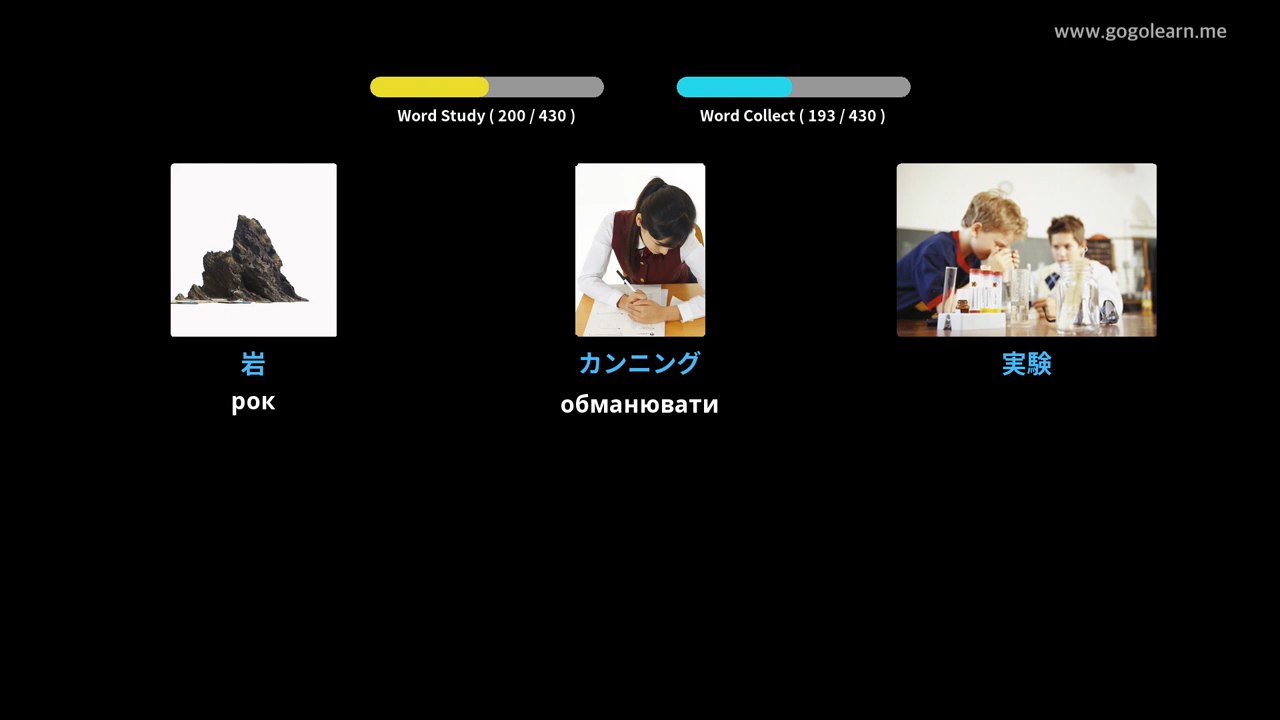 www.gogolearn.me
Word Study ( 200 / 430 )
Word Collect ( 193 / 430 )
岩
カンニング
実験
рок
обманювати